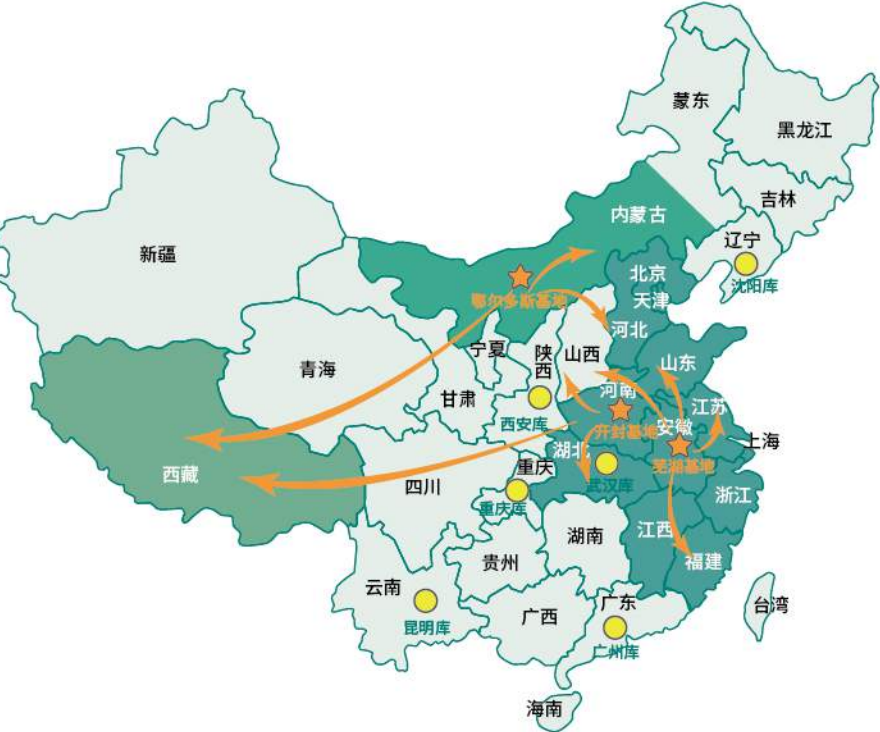 蒙东
黑龙江
吉林
内蒙古
辽宁
沈阳库
新疆
北京
天津
鄂尔多斯基地
河北
宁夏
陕西
山西
山东
青海
甘肃
河南
江苏
西安库
开封基地
安徽
上海
湖北
芜湖基地
重庆
西藏
四川
武汉库
浙江
重庆库
江西
湖南
贵州
福建
云南
广西
广东
台湾
昆明库
广州库
海南